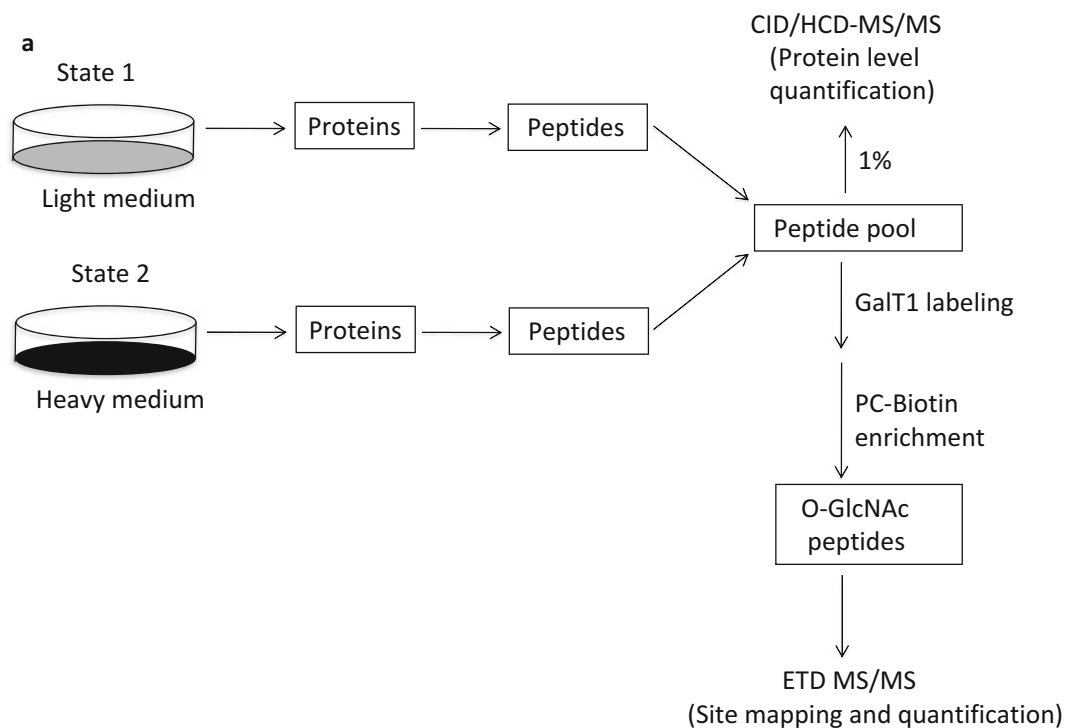 a
State 1
Light medium
Proteins
Peptides
State 2
Heavy medium
Proteins
Peptides
CID/HCD-MS/MS
(Protein level
quantification)
1%
Peptide pool
GalT1 labeling
PC-Biotin
enrichment
O-GlcNAc
peptides
ETD MS/MS
(Site mapping and quantification)